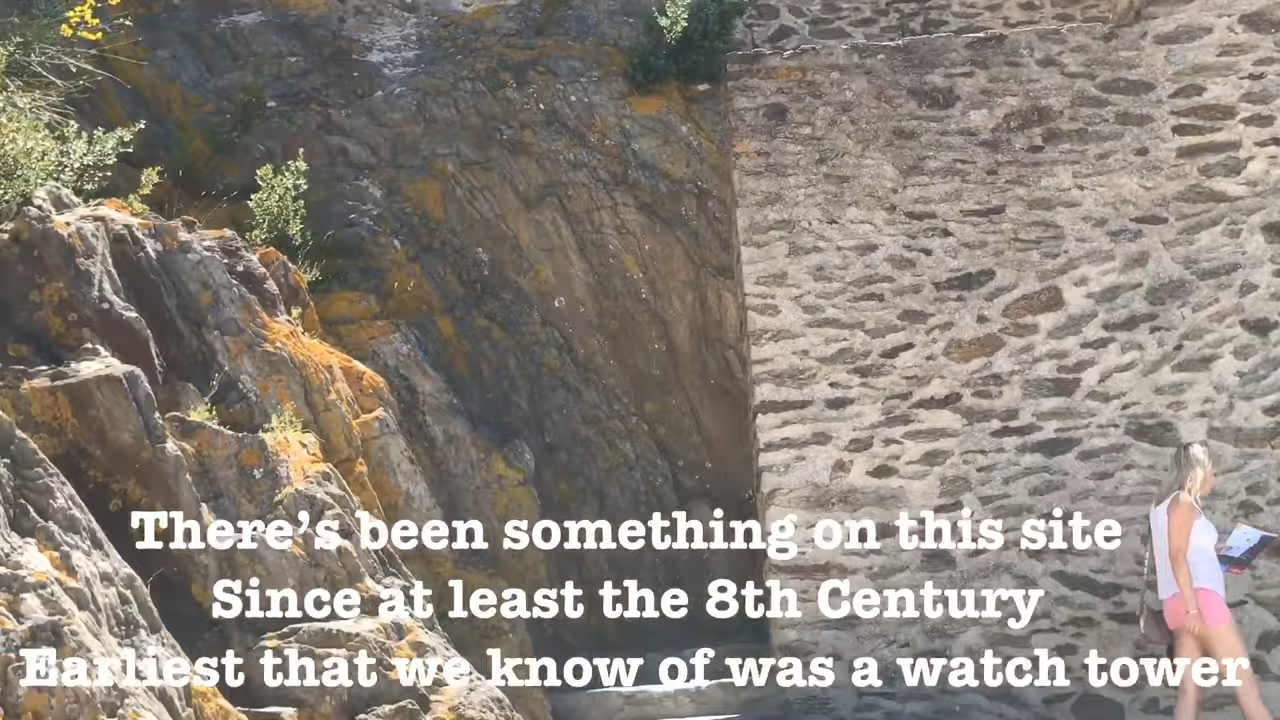 There's been something on this site
Since at least the 8th Century
Earliest that we know of was a watch tower